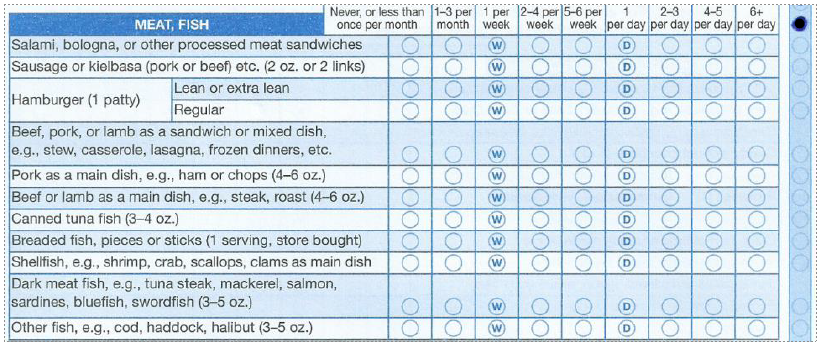 MEAT, FISH
Never, or less than once per month
1–3 per month
1 per week
2–4 per week
5–6 per week
1 per day
2–3 per day
4–5 per day
6+ per day
Salami, bologna, or other processed meat sandwiches W D
Sausage or kielbasa (pork or beef) etc. (2 oz. or 2 links) W D
Hamburger (1 patty)
Lean or extra lean W D
Regular W D
Beef, pork, or lamb as a sandwich or mixed dish,
e.g., stew, casserole, lasagna, frozen dinners, etc. W D
Pork as a main dish, e.g., ham or chops (4–6 oz.) W D
Beef or lamb as a main dish, e.g., steak, roast (4–6 oz.) W D
Canned tuna fish (3–4 oz.) W D
Breaded fish, pieces or sticks (1 serving, store bought) W D
Shellfish, e.g., shrimp, crab, scallops, clams as main dish W D
Dark meat fish, e.g., tuna steak, mackerel, salmon,
sardines, bluefish, swordfish (3–5 oz.) W D
Other fish, e.g., cod, haddock, halibut (3–5 oz.) W D